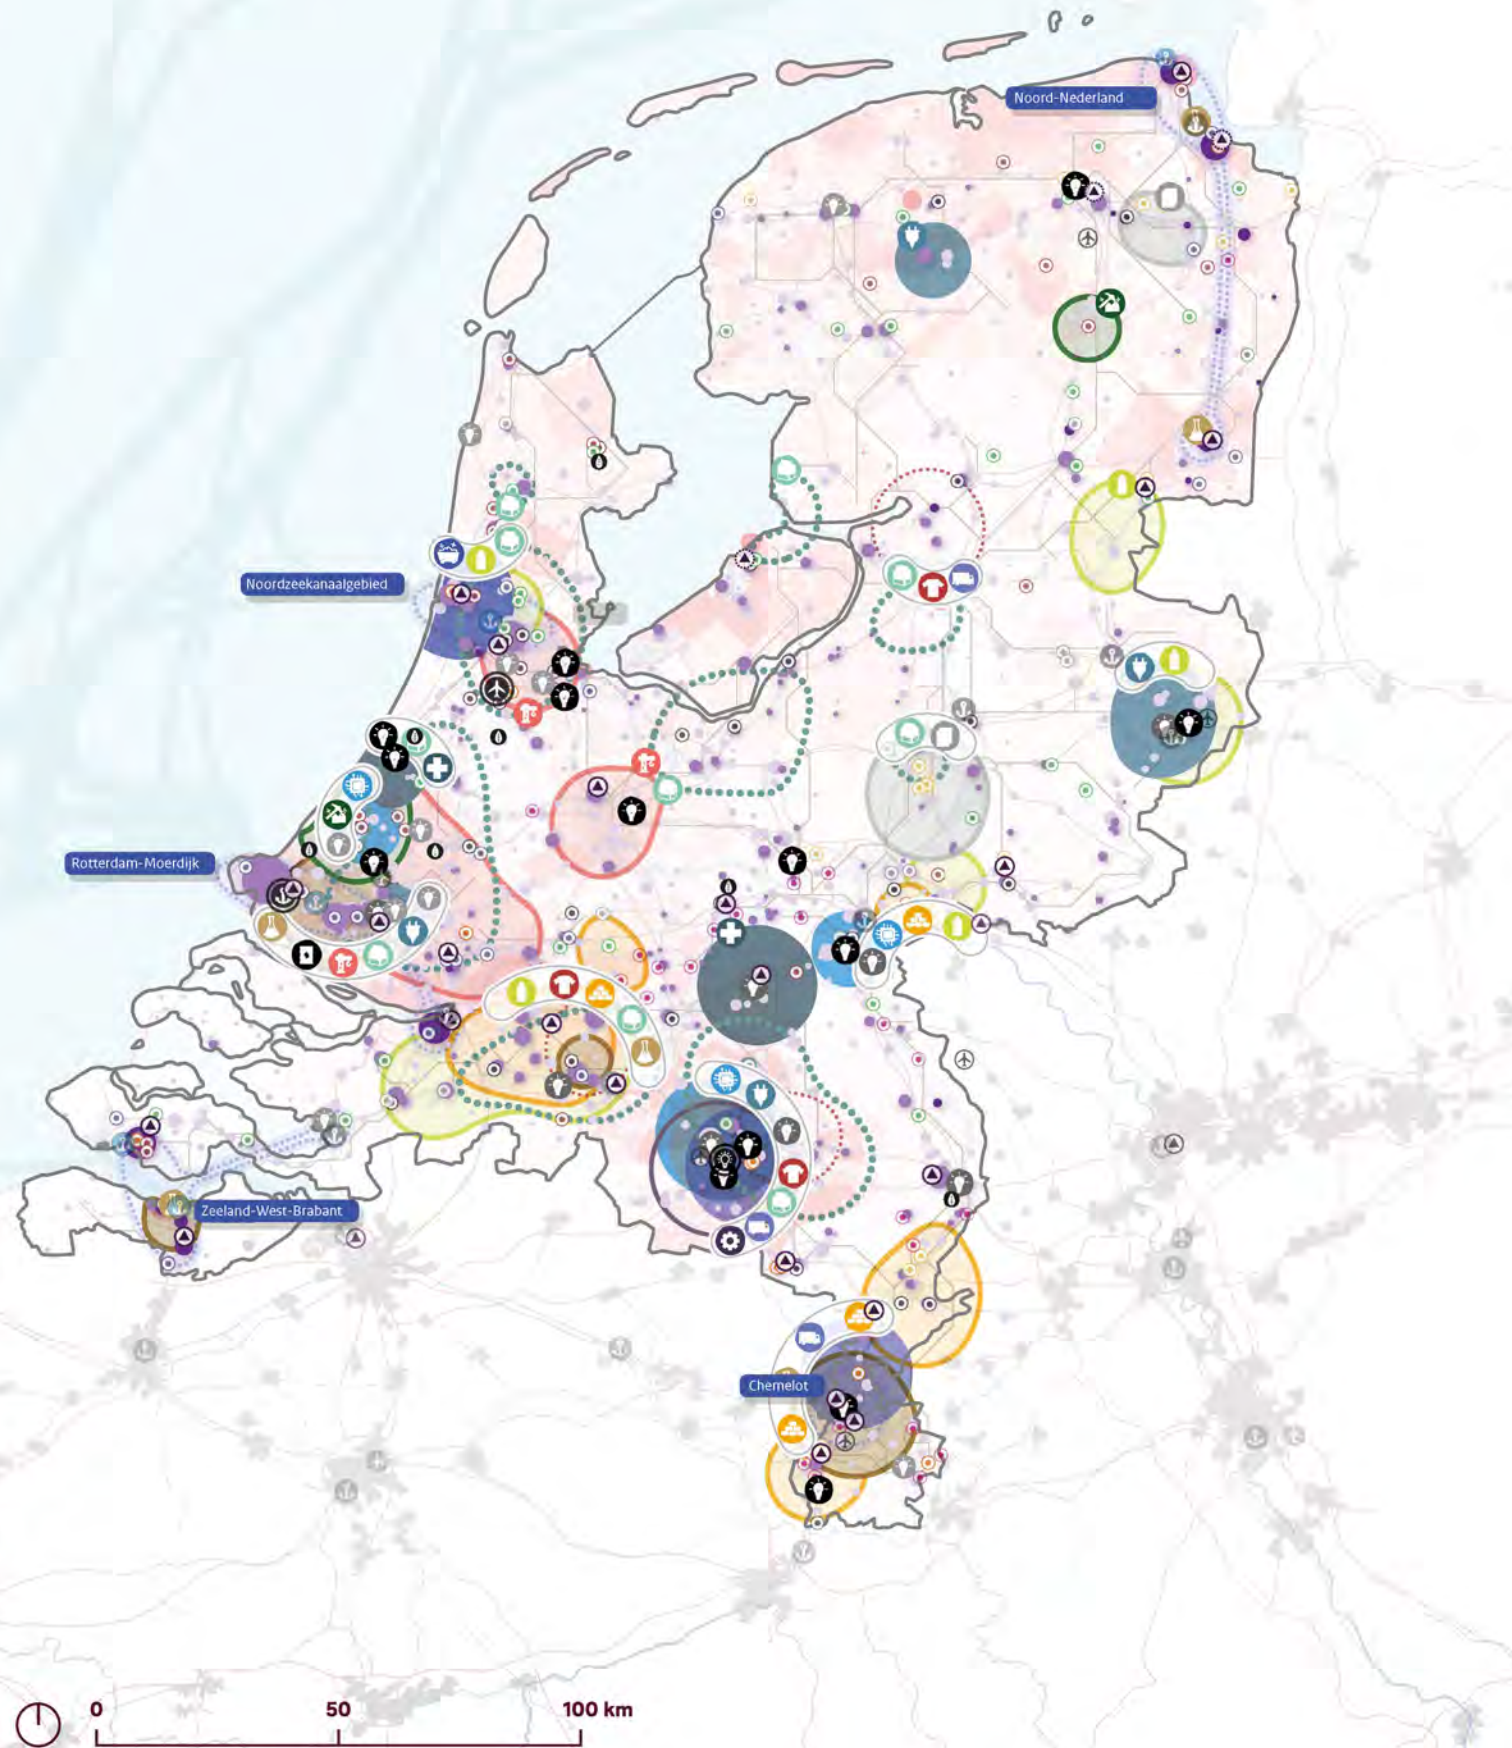 Noord-Nederland
Noordzeekanaalgebied
Rotterdam-Moerdijk
Zeeland-West-Brabant
Chemelot
0 50 100 km